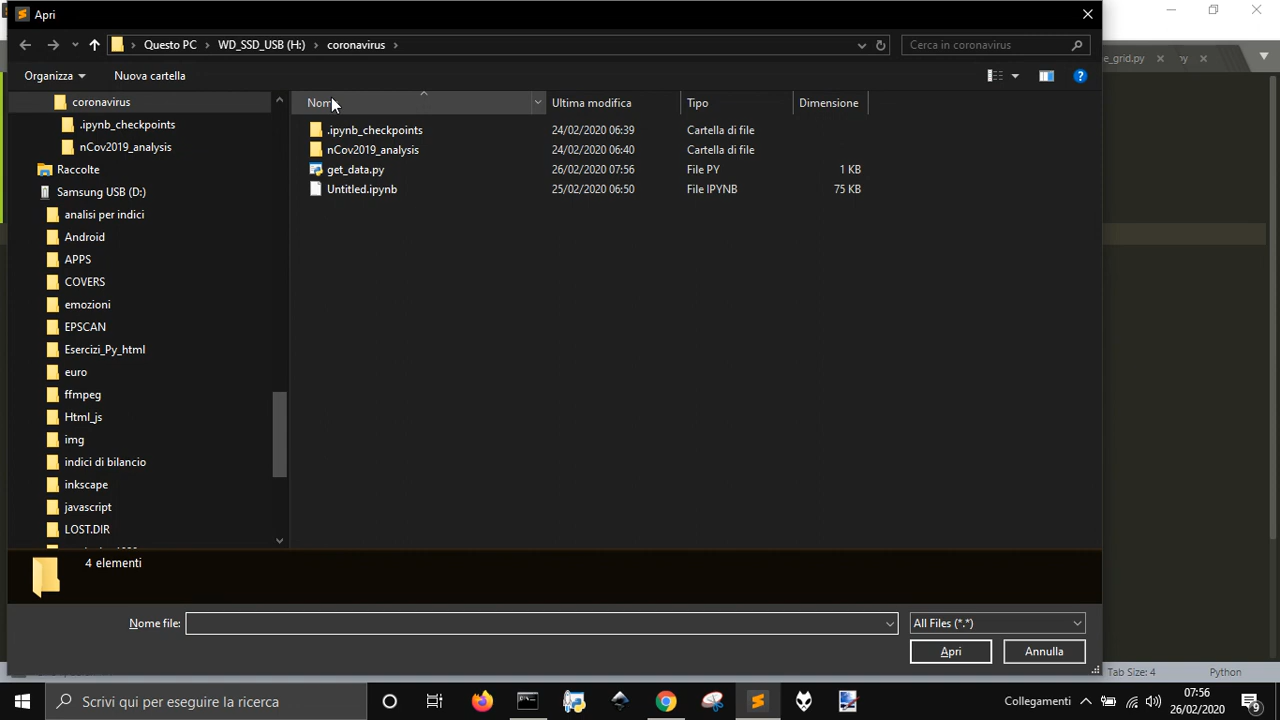 Apri
Questo PC > WD_SSD_USB (H:) > coronavirus >
Cerca in coronavirus
e_grid.py
Organizza
Nuova cartella
coronavirus
.ipynb_checkpoints
nCov2019_analysis
Raccolte
Samsung USB (D:)
analisi per indici
Android
APPS
COVERS
emozioni
EPSCAN
Esercizi_Py_html
euro
ffmpeg
Html_js
img
indici di bilancio
inkscape
javascript
LOST.DIR
Nome Ultima modifica Tipo Dimensione
.ipynb_checkpoints 24/02/2020 06:39 Cartella di file
nCov2019_analysis 24/02/2020 06:40 Cartella di file
get_data.py 26/02/2020 07:56 File PY 1 KB
Untitled.ipynb 25/02/2020 06:50 File IPYNB 75 KB
4 elementi
Nome file:
All Files (*.*)
Apri
Annulla
Tab Size: 4
Python
Scrivi qui per eseguire la ricerca
Collegamenti
07:56
26/02/2020
9